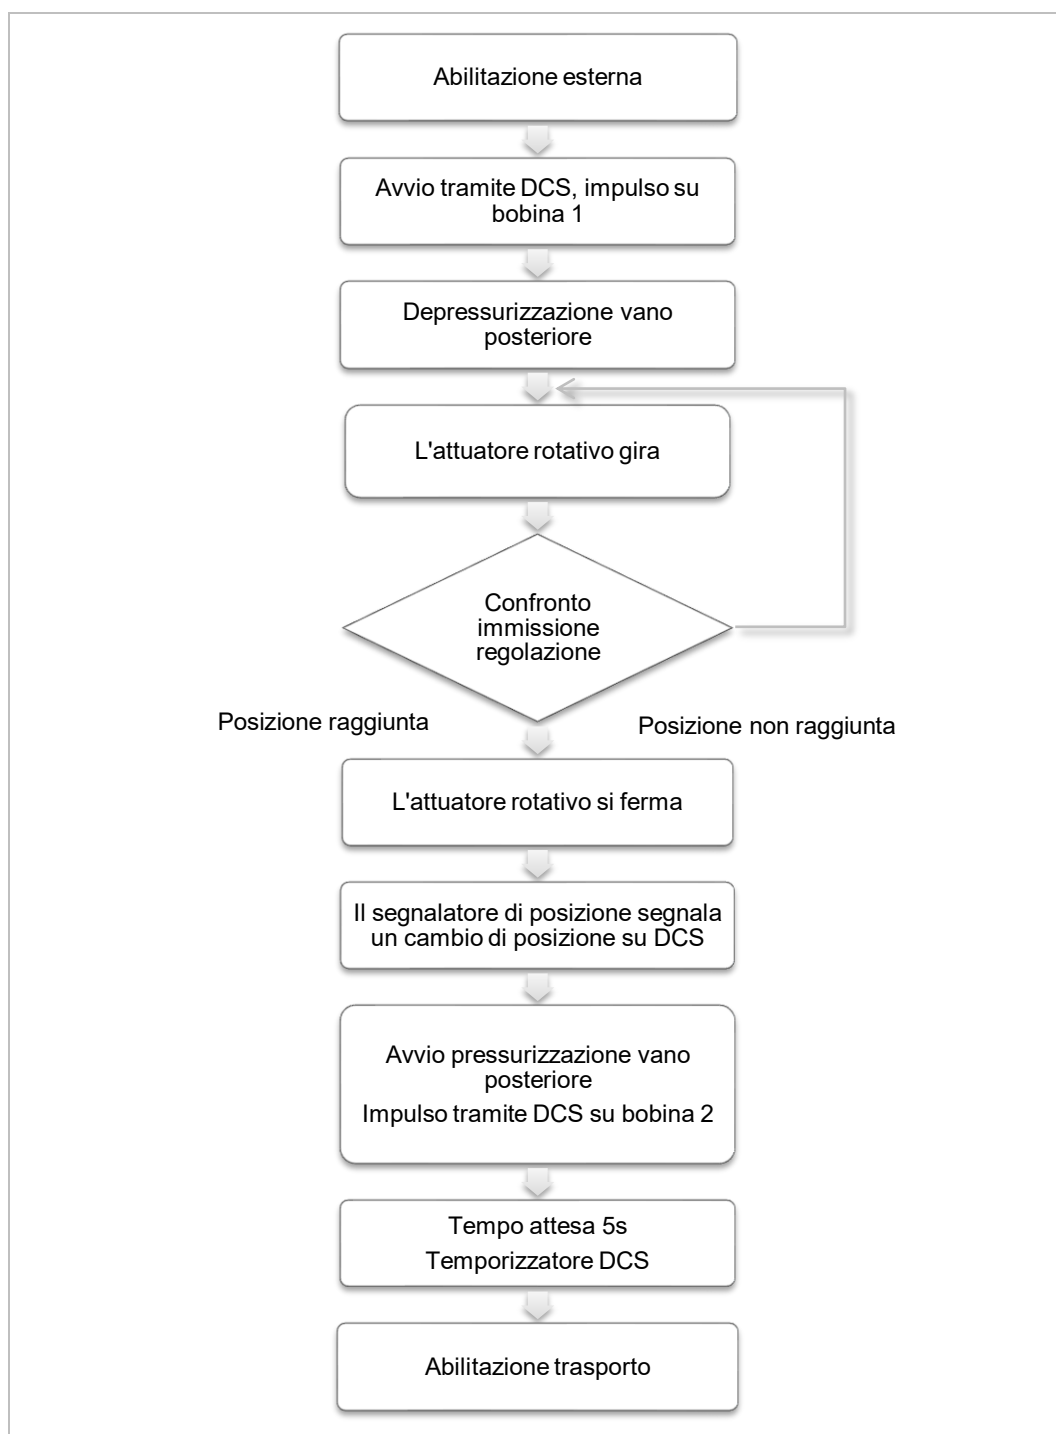 Abilitazione esterna
Avvio tramite DCS, impulso su
bobina 1
Depressurizzazione vano
posteriore
L'attuatore rotativo gira
Confronto
immissione
regolazione
Posizione raggiunta
Posizione non raggiunta
L'attuatore rotativo si ferma
Il segnalatore di posizione segnala
un cambio di posizione su DCS
Avvio pressurizzazione vano
posteriore
Impulso tramite DCS su bobina 2
Tempo attesa 5s
Temporizzatore DCS
Abilitazione trasporto